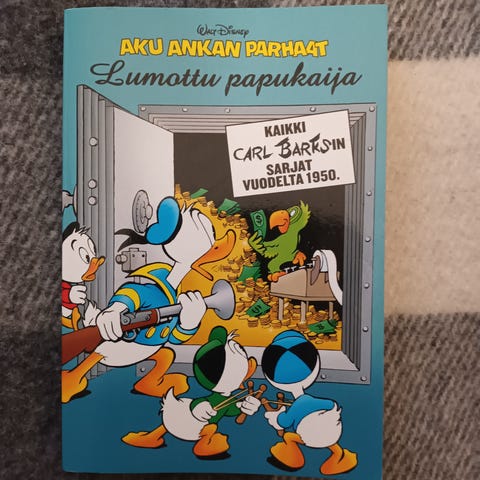 Walt Disney
AKU ANKAN PARHAAT
Lumottu papukaija
KAIKKI
CARL BARKS:IN
SARJAT
VUODELTA 1950.